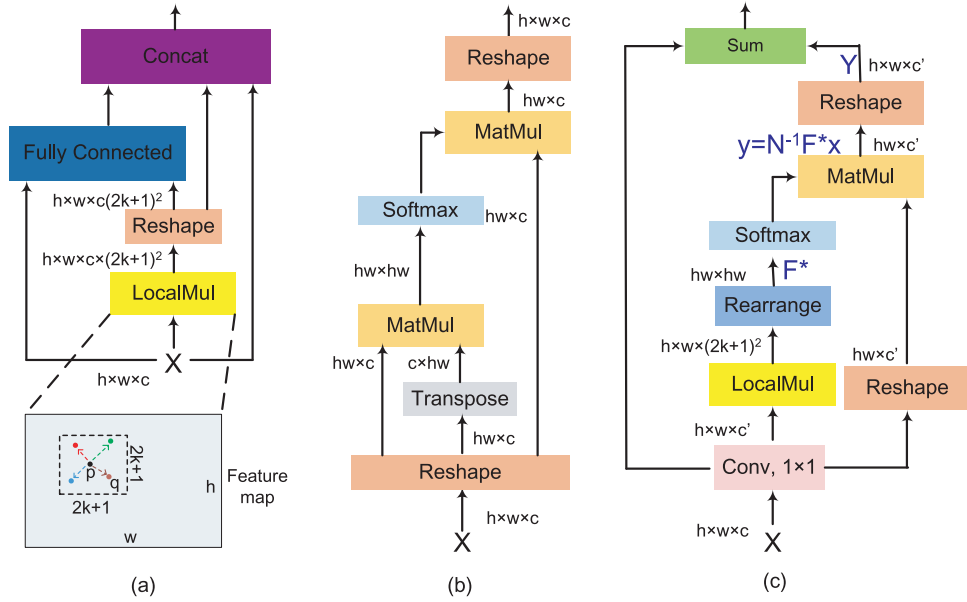 Concat
Fully Connected
h×w×c(2k+1)²
Reshape
h×w×c×(2k+1)²
LocalMul
X
h×w×c
p
q
2k+1
2k+1
h
w
Feature
map
(a)
h×w×c
Reshape
hw×c
MatMul
Softmax
hw×c
hw×hw
MatMul
hw×c
c×hw
Transpose
hw×c
Reshape
h×w×c
X
(b)
Sum
Y
h×w×c'
Reshape
y=N⁻¹F*x
hw×c'
MatMul
Softmax
hw×hw
F*
Rearrange
h×w×(2k+1)²
hw×c'
LocalMul
Reshape
h×w×c'
Conv, 1×1
h×w×c
X
(c)